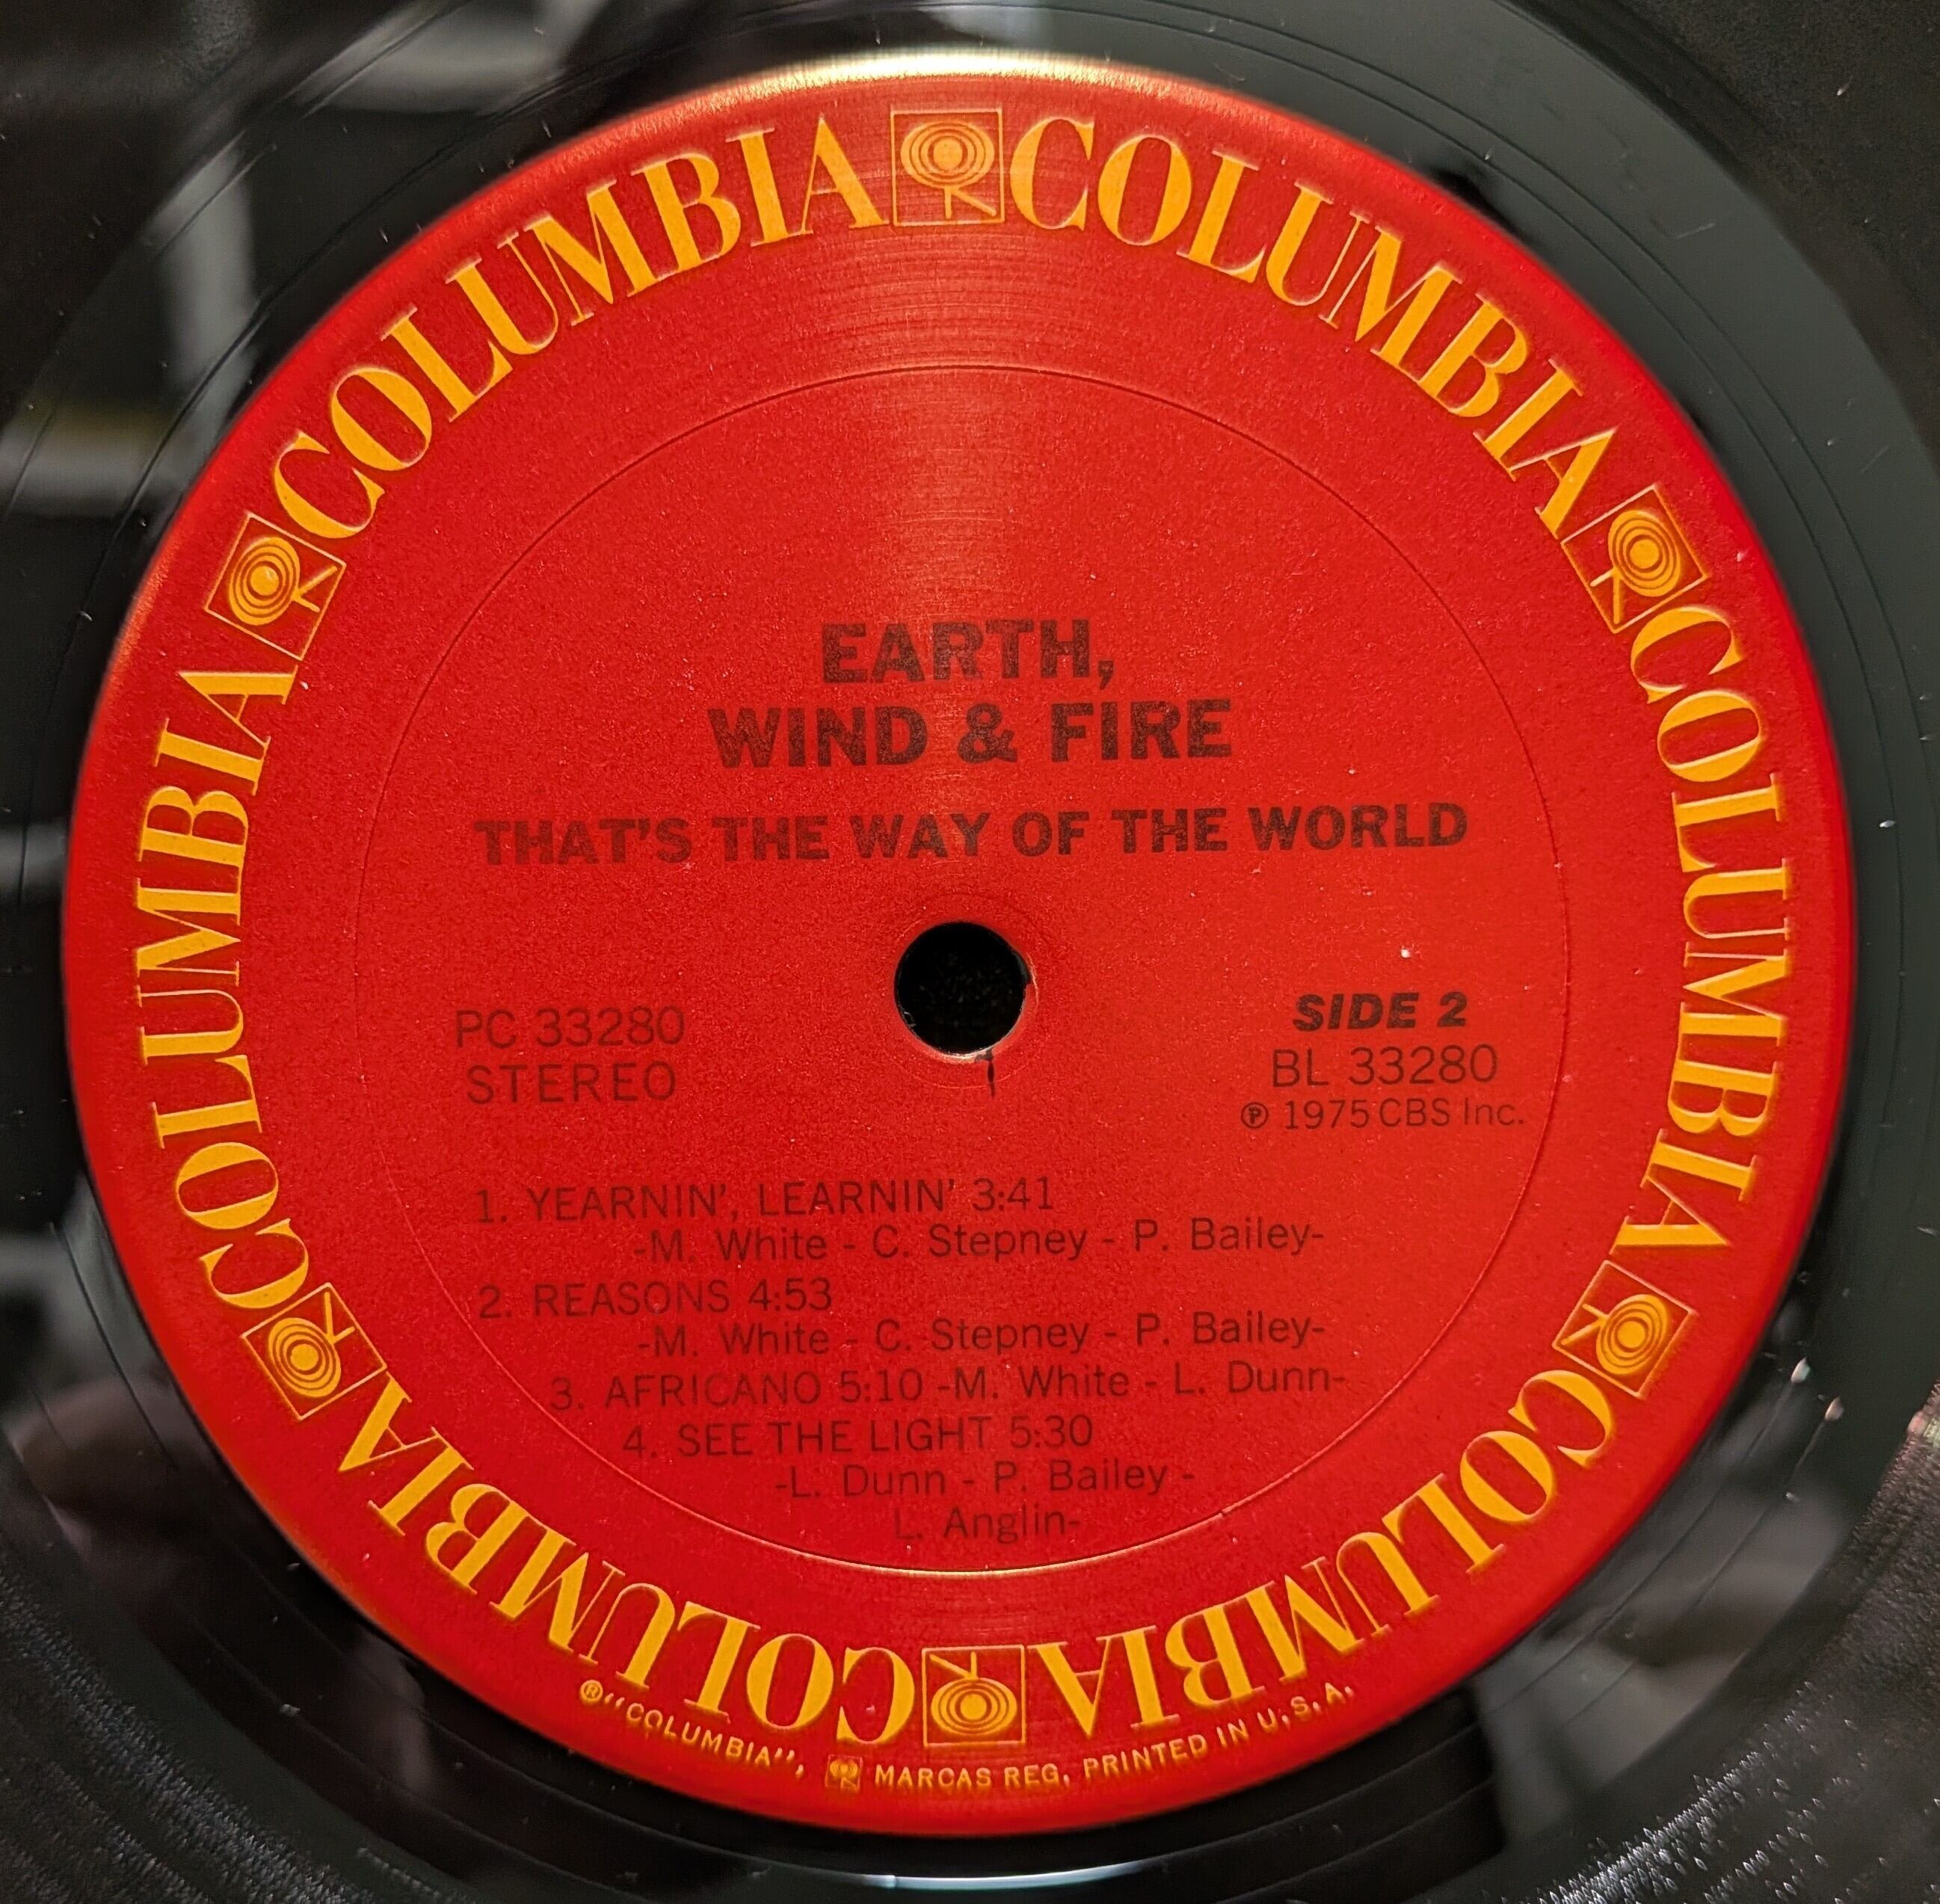 COLUMBIA COLUMBIA COLUMBIA COLUMBIA COLUMBIA COLUMBIA
EARTH,
WIND & FIRE
THAT'S THE WAY OF THE WORLD
PC 33280
STEREO
SIDE 2
BL 33280
℗ 1975 CBS Inc.
1. YEARNIN', LEARNIN' 3:41
-M. White - C. Stepney - P. Bailey-
2. REASONS 4:53
-M. White - C. Stepney - P. Bailey-
3. AFRICANO 5:10 -M. White - L. Dunn-
4. SEE THE LIGHT 5:30
-L. Dunn - P. Bailey -
L. Anglin-
®"COLUMBIA", MARCAS REG. PRINTED IN U.S.A.